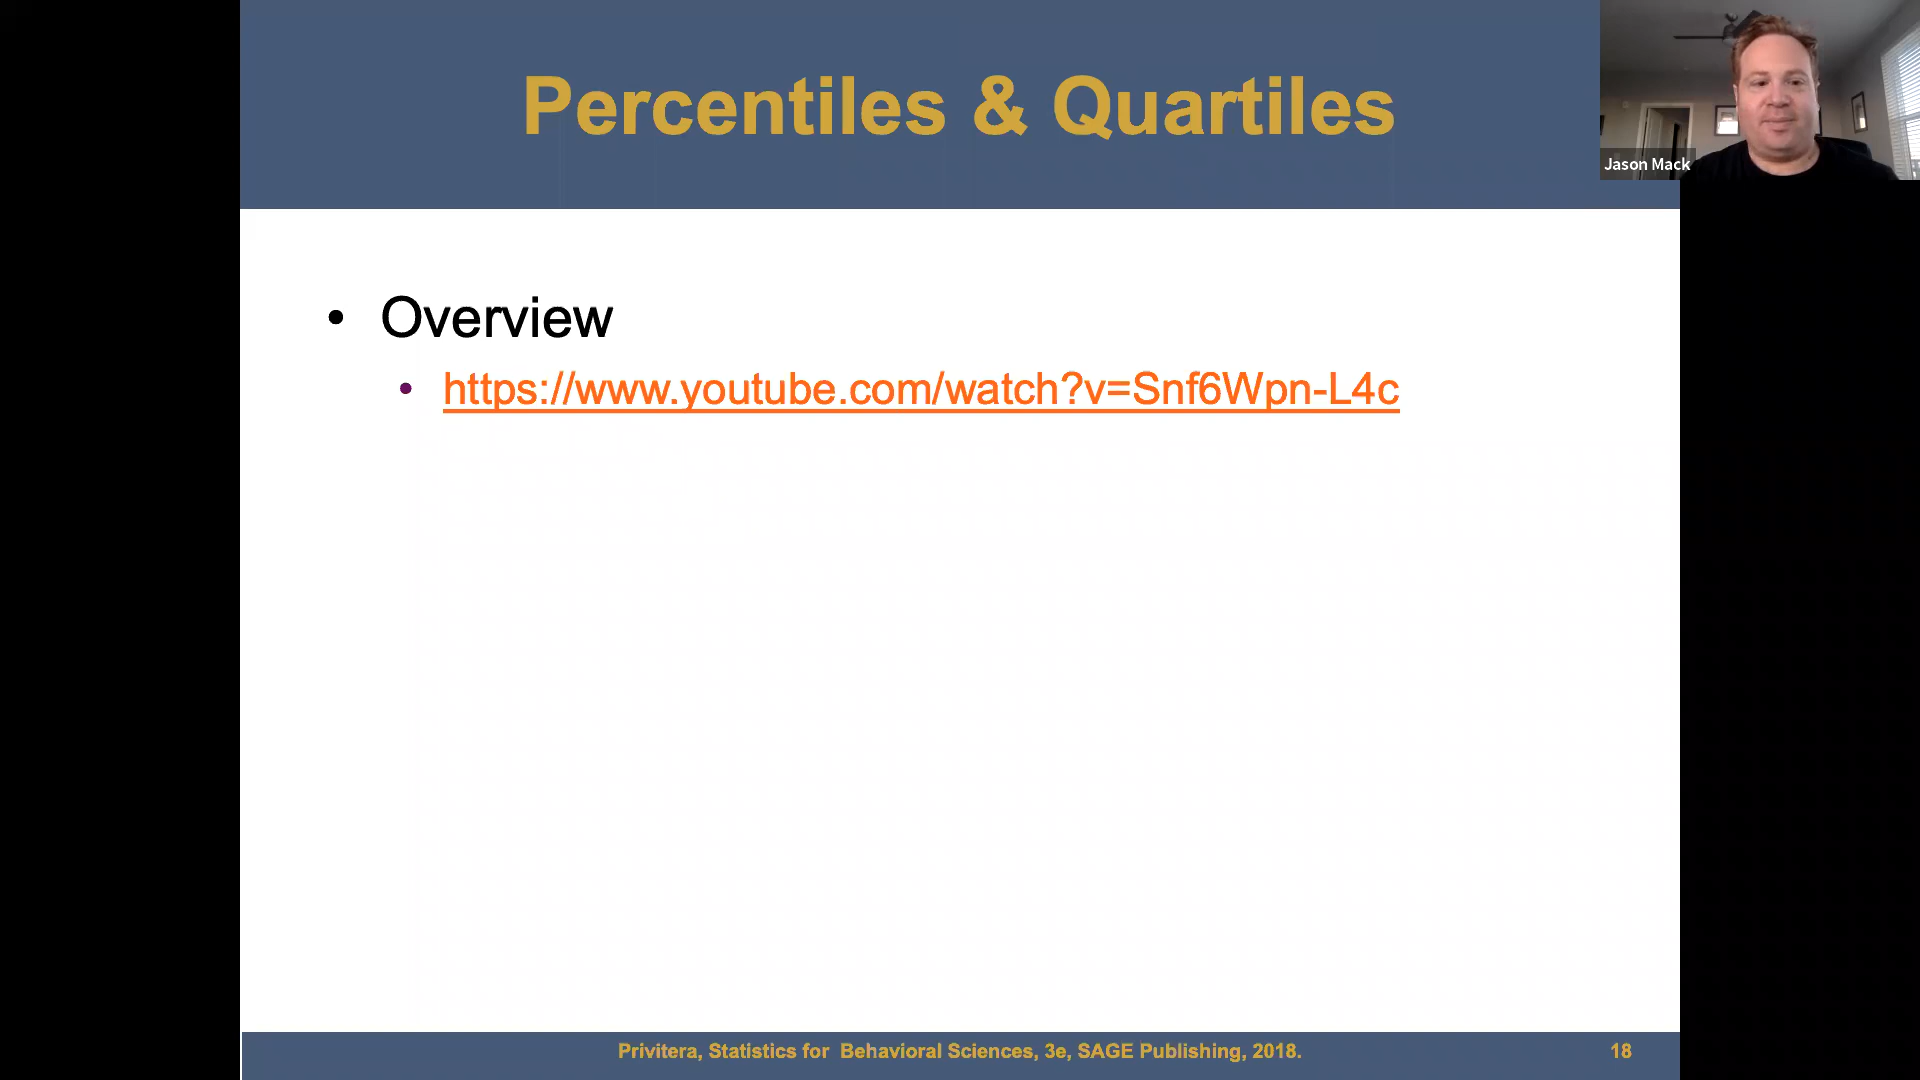 Percentiles & Quartiles
Jason Mack
• Overview
• https://www.youtube.com/watch?v=Snf6Wpn-L4c
Privitera, Statistics for Behavioral Sciences, 3e, SAGE Publishing, 2018.
18